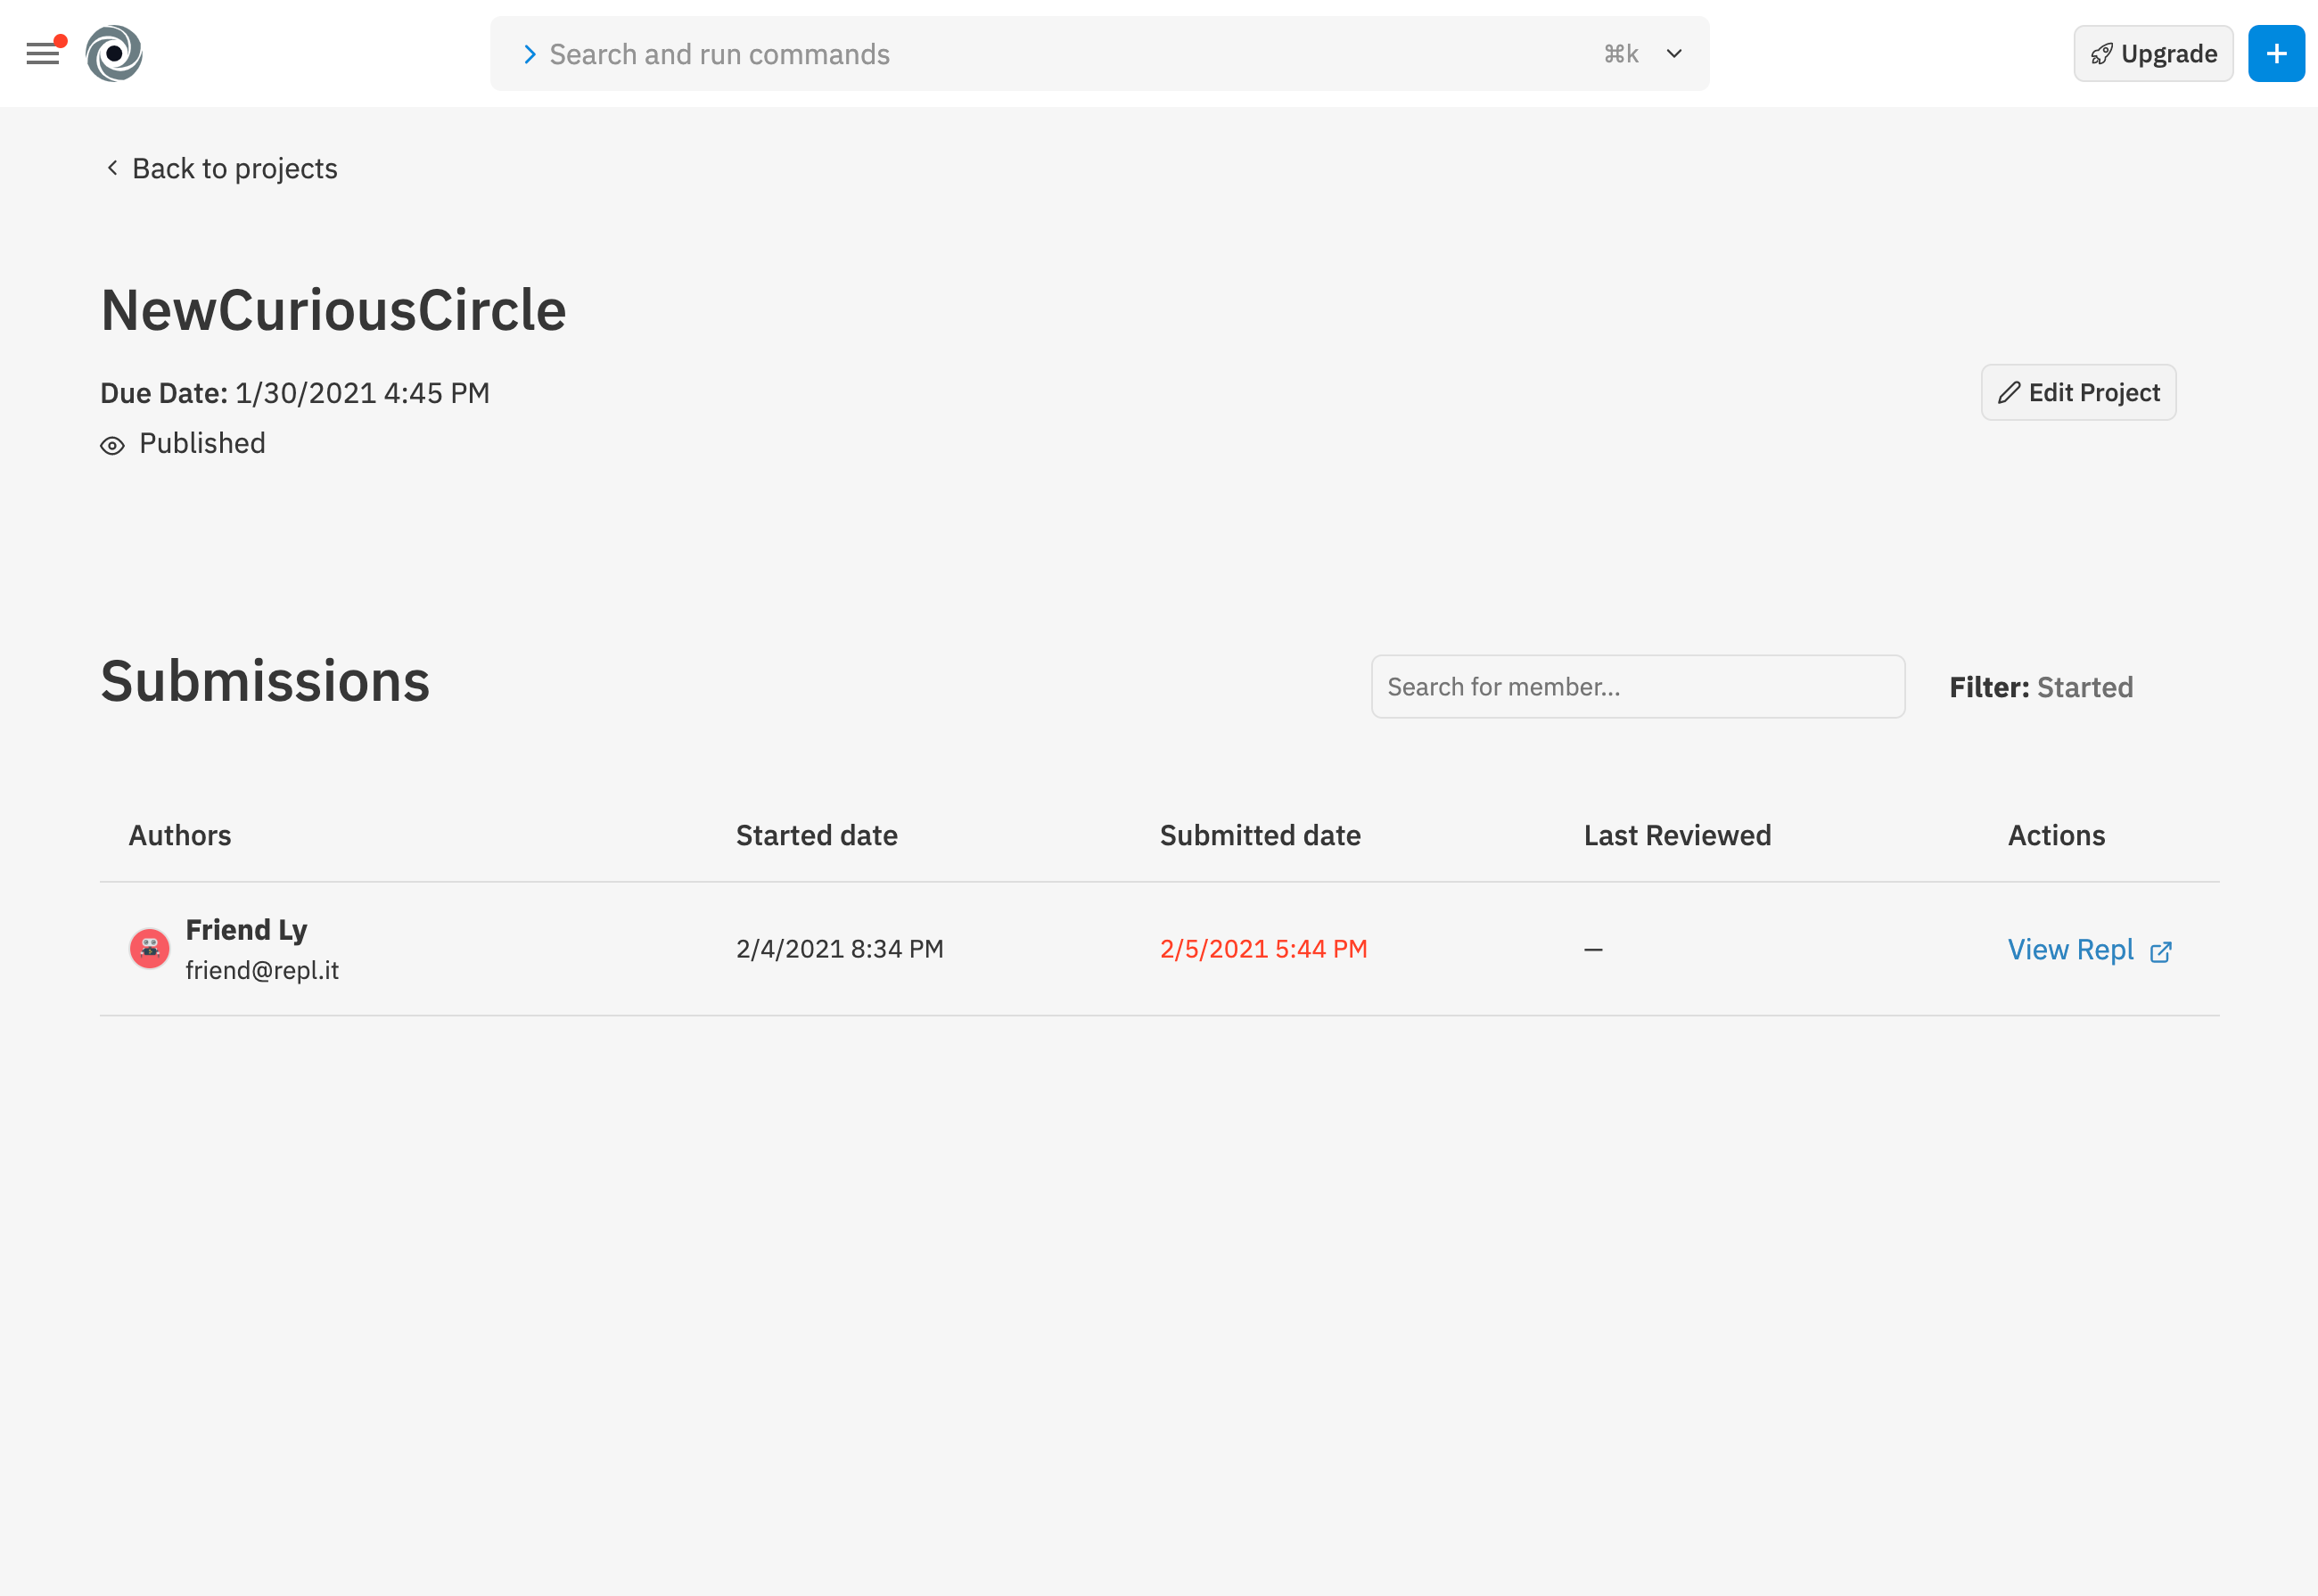 Search and run commands ⌘k
Upgrade
+
Back to projects
NewCuriousCircle
Due Date: 1/30/2021 4:45 PM
Edit Project
Published
Submissions
Search for member...
Filter: Started
Authors Started date Submitted date Last Reviewed Actions
Friend Ly
friend@repl.it
2/4/2021 8:34 PM 2/5/2021 5:44 PM — View Repl